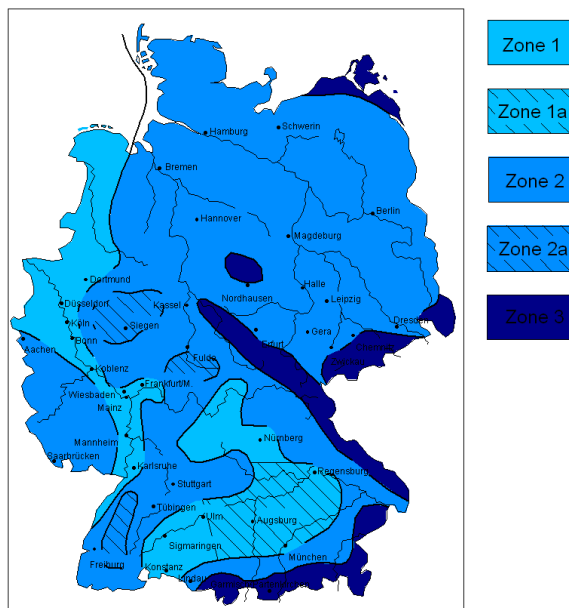 Zone 1
Zone 1a
Zone 2
Zone 2a
Zone 3
Hamburg
Schwerin
Bremen
Berlin
Hannover
Magdeburg
Dortmund
Halle
Nordhausen
Leipzig
Düsseldorf
Kassel
Köln
Siegen
Dresden
Gera
Erfurt
Bonn
Aachen
Fulda
Koblenz
Frankfurt/M.
Wiesbaden
Mainz
Nürnberg
Mannheim
Saarbrücken
Karlsruhe
Regensburg
Stuttgart
Tübingen
Ulm
Augsburg
Sigmaringen
München
Freiburg
Konstanz
Lindau